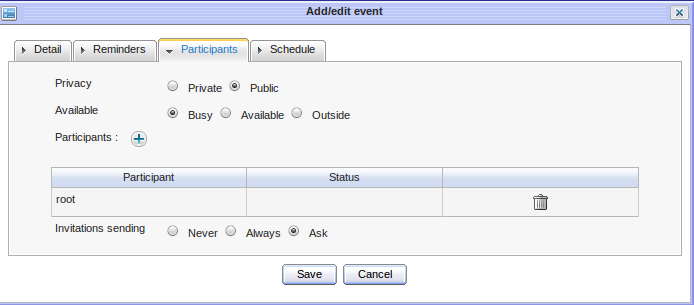 Add/edit event
Detail Reminders Participants Schedule
Privacy Private Public
Available Busy Available Outside
Participants :
Participant Status
root
Invitations sending Never Always Ask
Save Cancel